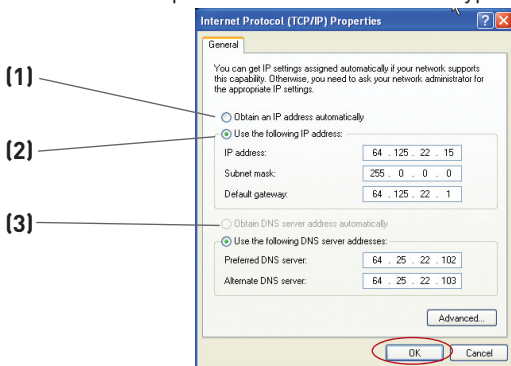 Internet Protocol (TCP/IP) Properties
General
You can get IP settings assigned automatically if your network supports
this capability. Otherwise, you need to ask your network administrator for
the appropriate IP settings.
(1)
Obtain an IP address automatically
(2)
Use the following IP address:
IP address: 64 . 125 . 22 . 15
Subnet mask: 255 . 0 . 0 . 0
Default gateway: 64 . 125 . 22 . 1
(3)
Obtain DNS server address automatically
Use the following DNS server addresses:
Preferred DNS server: 64 . 25 . 22 . 102
Alternate DNS server: 64 . 25 . 22 . 103
Advanced...
OK Cancel